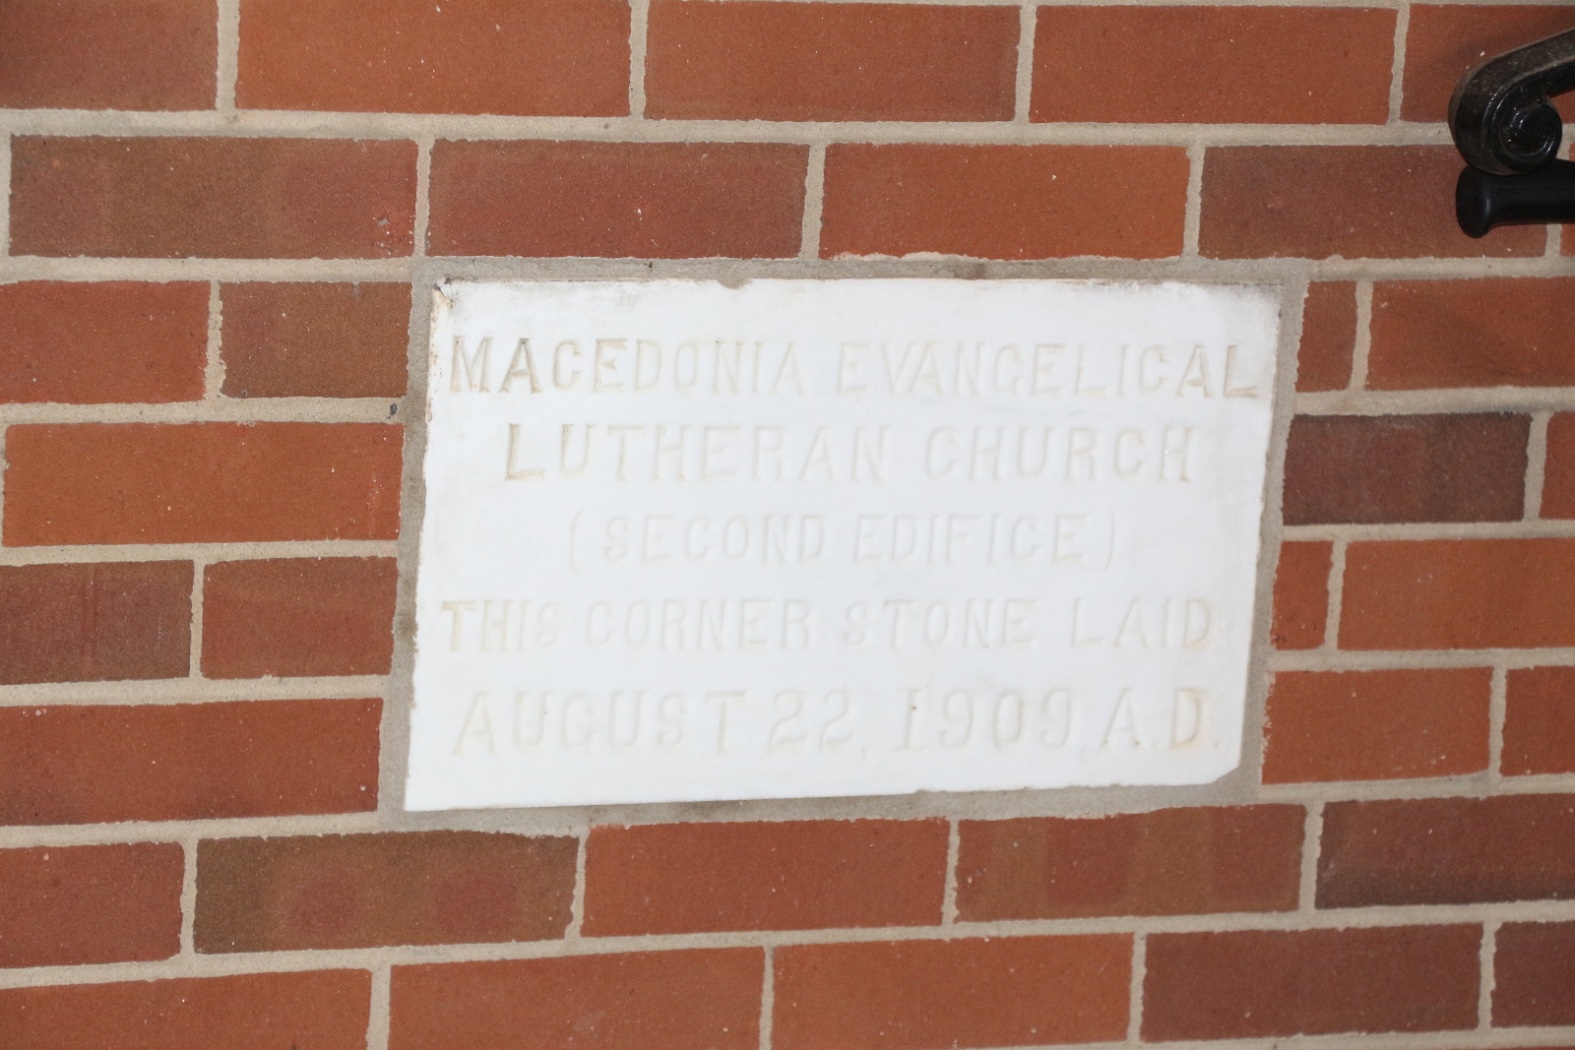 MACEDONIA EVANGELICAL
LUTHERAN CHURCH
(SECOND EDIFICE)
THIS CORNER STONE LAID
AUGUST 22, 1909, A.D.